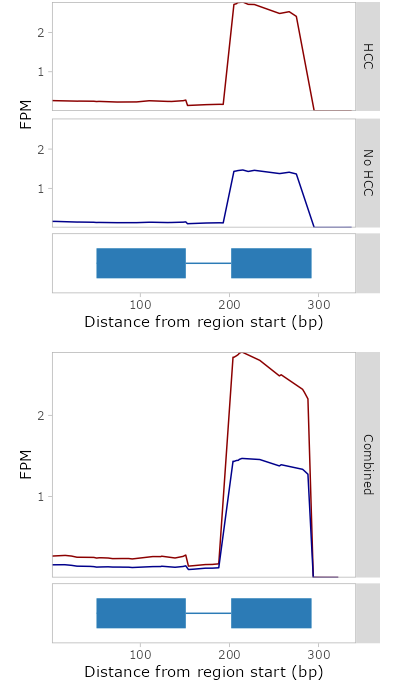 HCC
2
1
FPM
No HCC
2
1
100
200
300
Distance from region start (bp)
Combined
2
1
FPM
100
200
300
Distance from region start (bp)